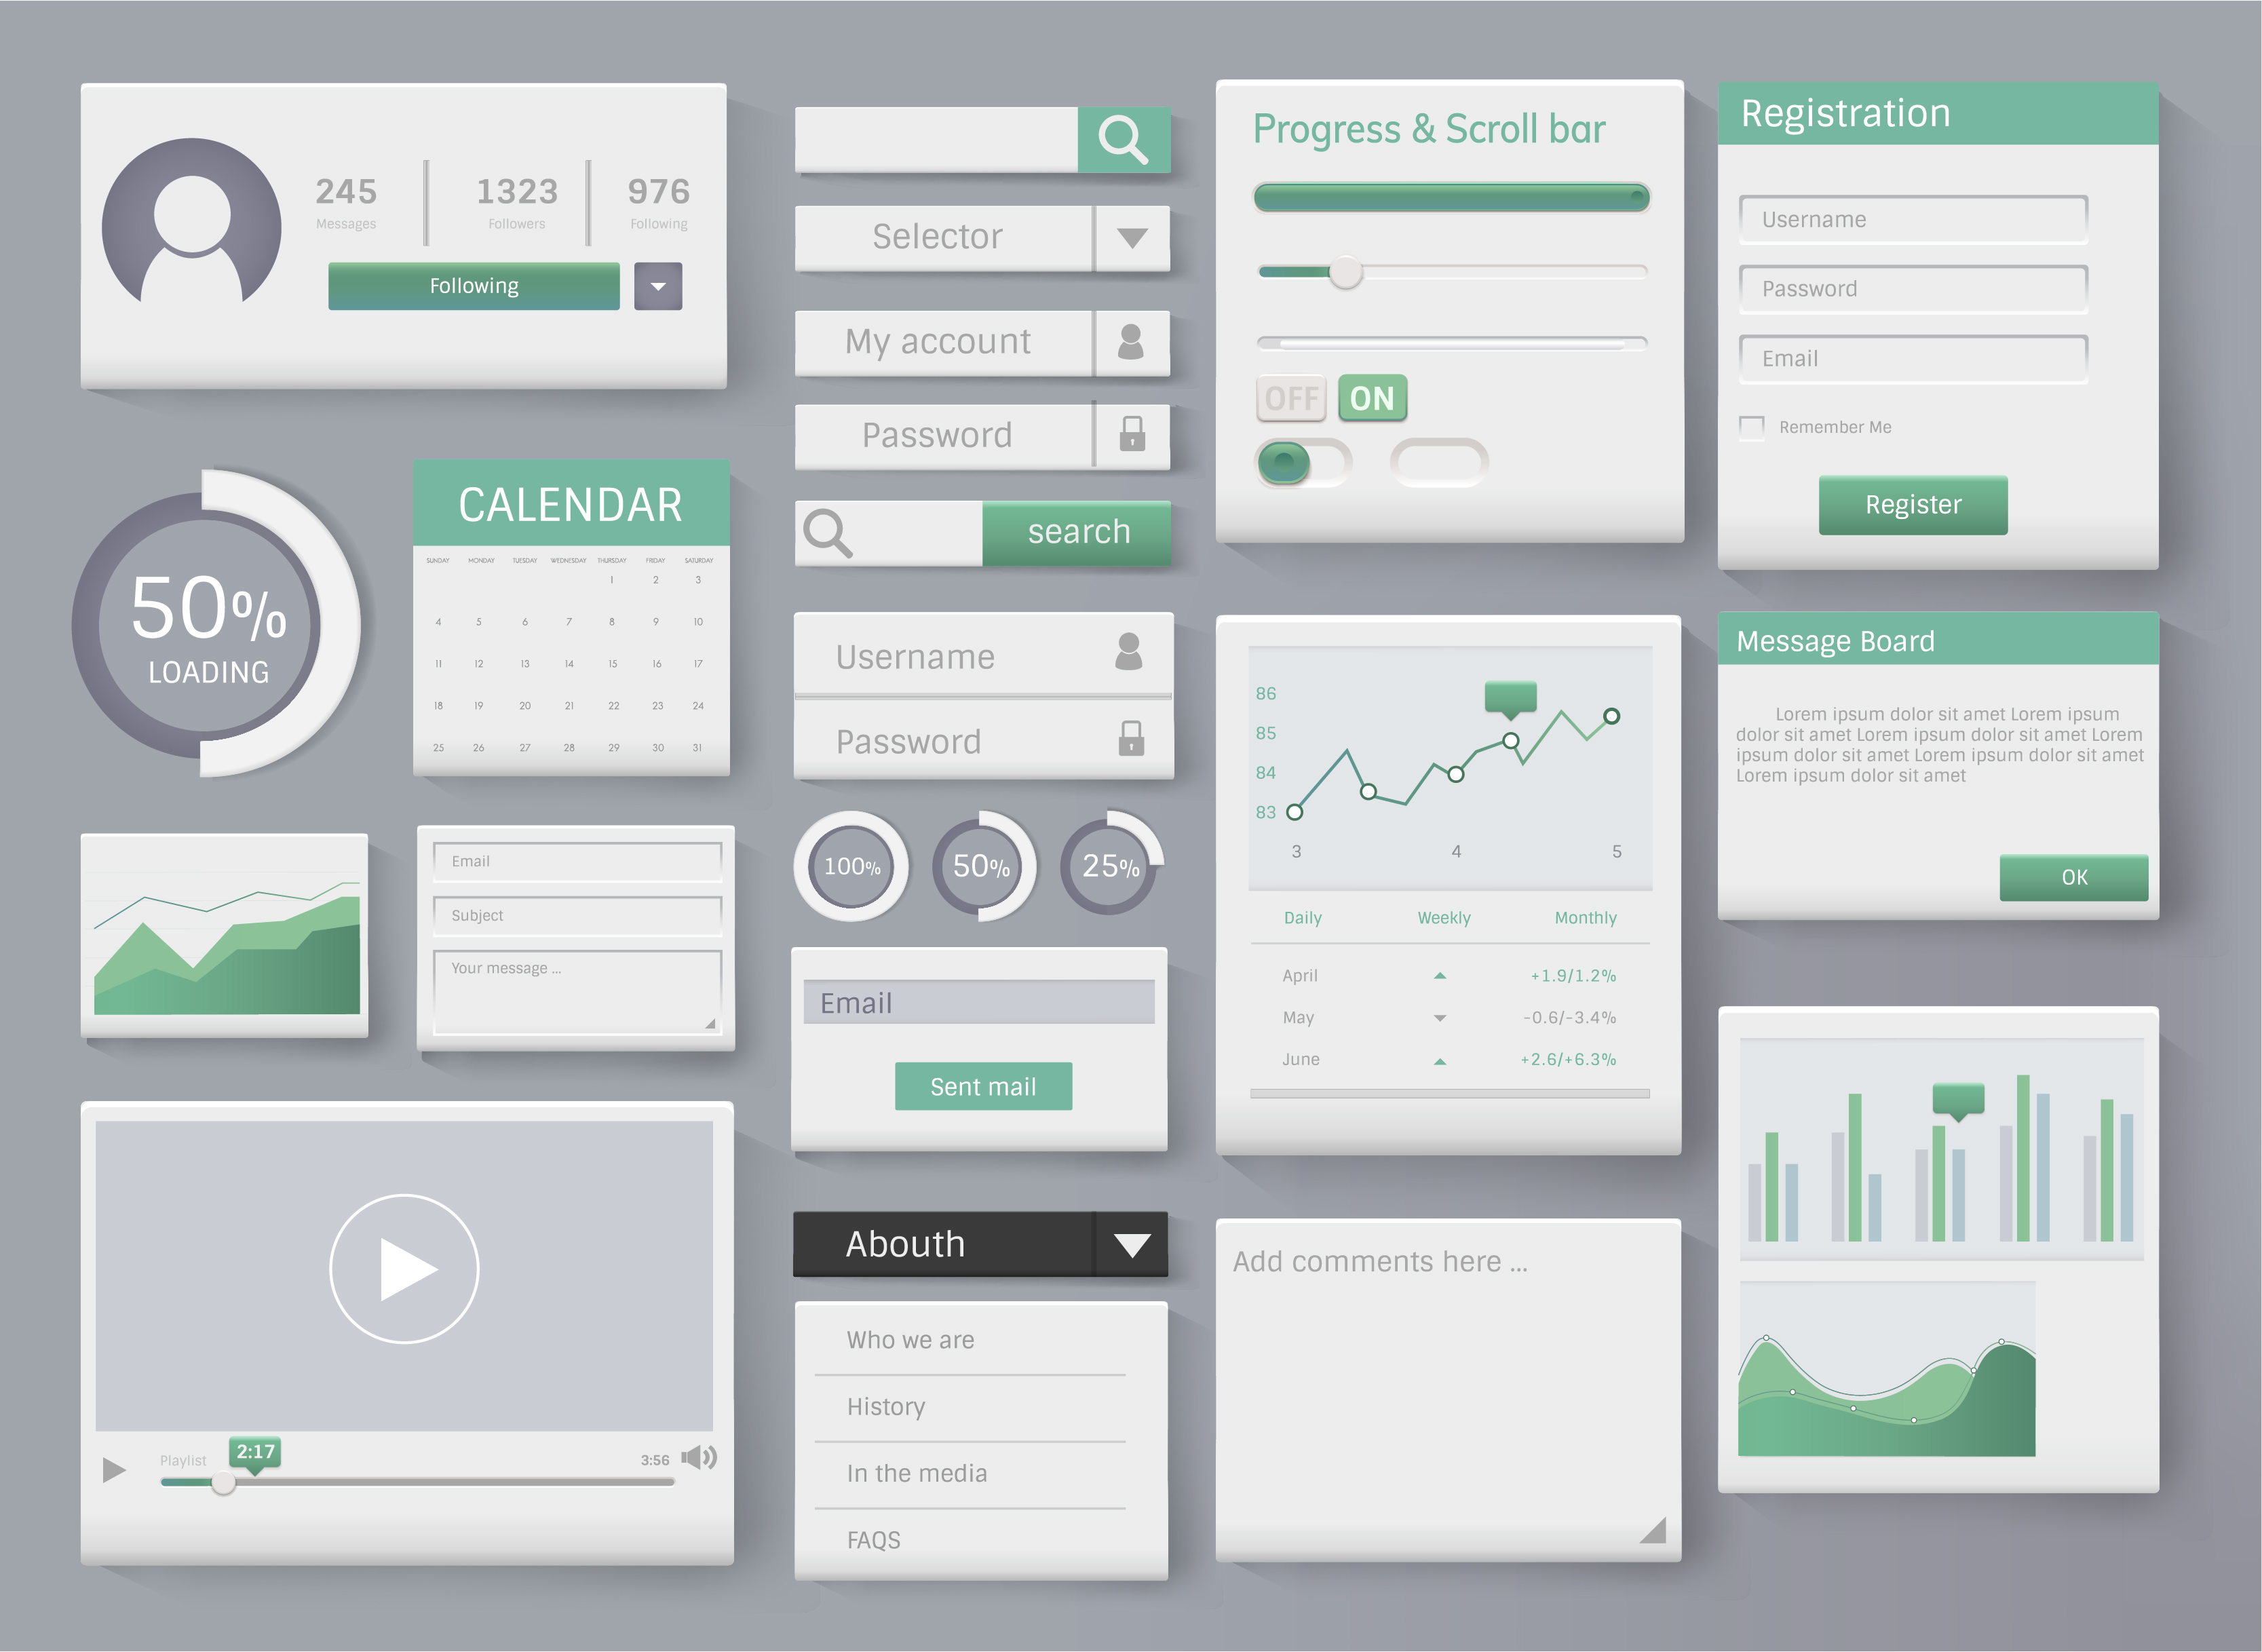 245 1323 976
Messages Followers Following
Following
50%
LOADING
CALENDAR
SUNDAY MONDAY TUESDAY WEDNESDAY THURSDAY FRIDAY SATURDAY
1 2 3
4 5 6 7 8 9 10
11 12 13 14 15 16 17
18 19 20 21 22 23 24
25 26 27 28 29 30 31
Email
Subject
Your message ...
Playlist 2:17 3:56
Selector
My account
Password
search
Username
Password
100% 50% 25%
Email
Sent mail
Abouth
Who we are
History
In the media
FAQS
Progress & Scroll bar
OFF ON
86
85
84
83
3 4 5
Daily Weekly Monthly
April +1.9/1.2%
May -0.6/-3.4%
June +2.6/+6.3%
Add comments here ...
Registration
Username
Password
Email
Remember Me
Register
Message Board
Lorem ipsum dolor sit amet Lorem ipsum
dolor sit amet Lorem ipsum dolor sit amet Lorem
ipsum dolor sit amet Lorem ipsum dolor sit amet
Lorem ipsum dolor sit amet
OK